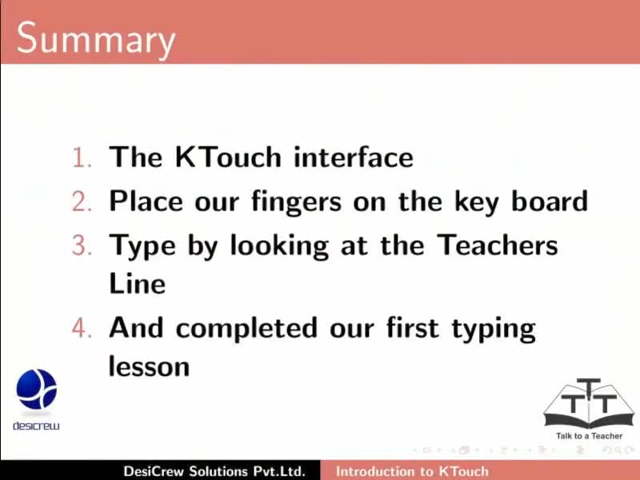 Summary
1. The KTouch interface
2. Place our fingers on the key board
3. Type by looking at the Teachers
Line
4. And completed our first typing
lesson
desicrew
TTT
Talk to a Teacher
DesiCrew Solutions Pvt.Ltd. Introduction to KTouch